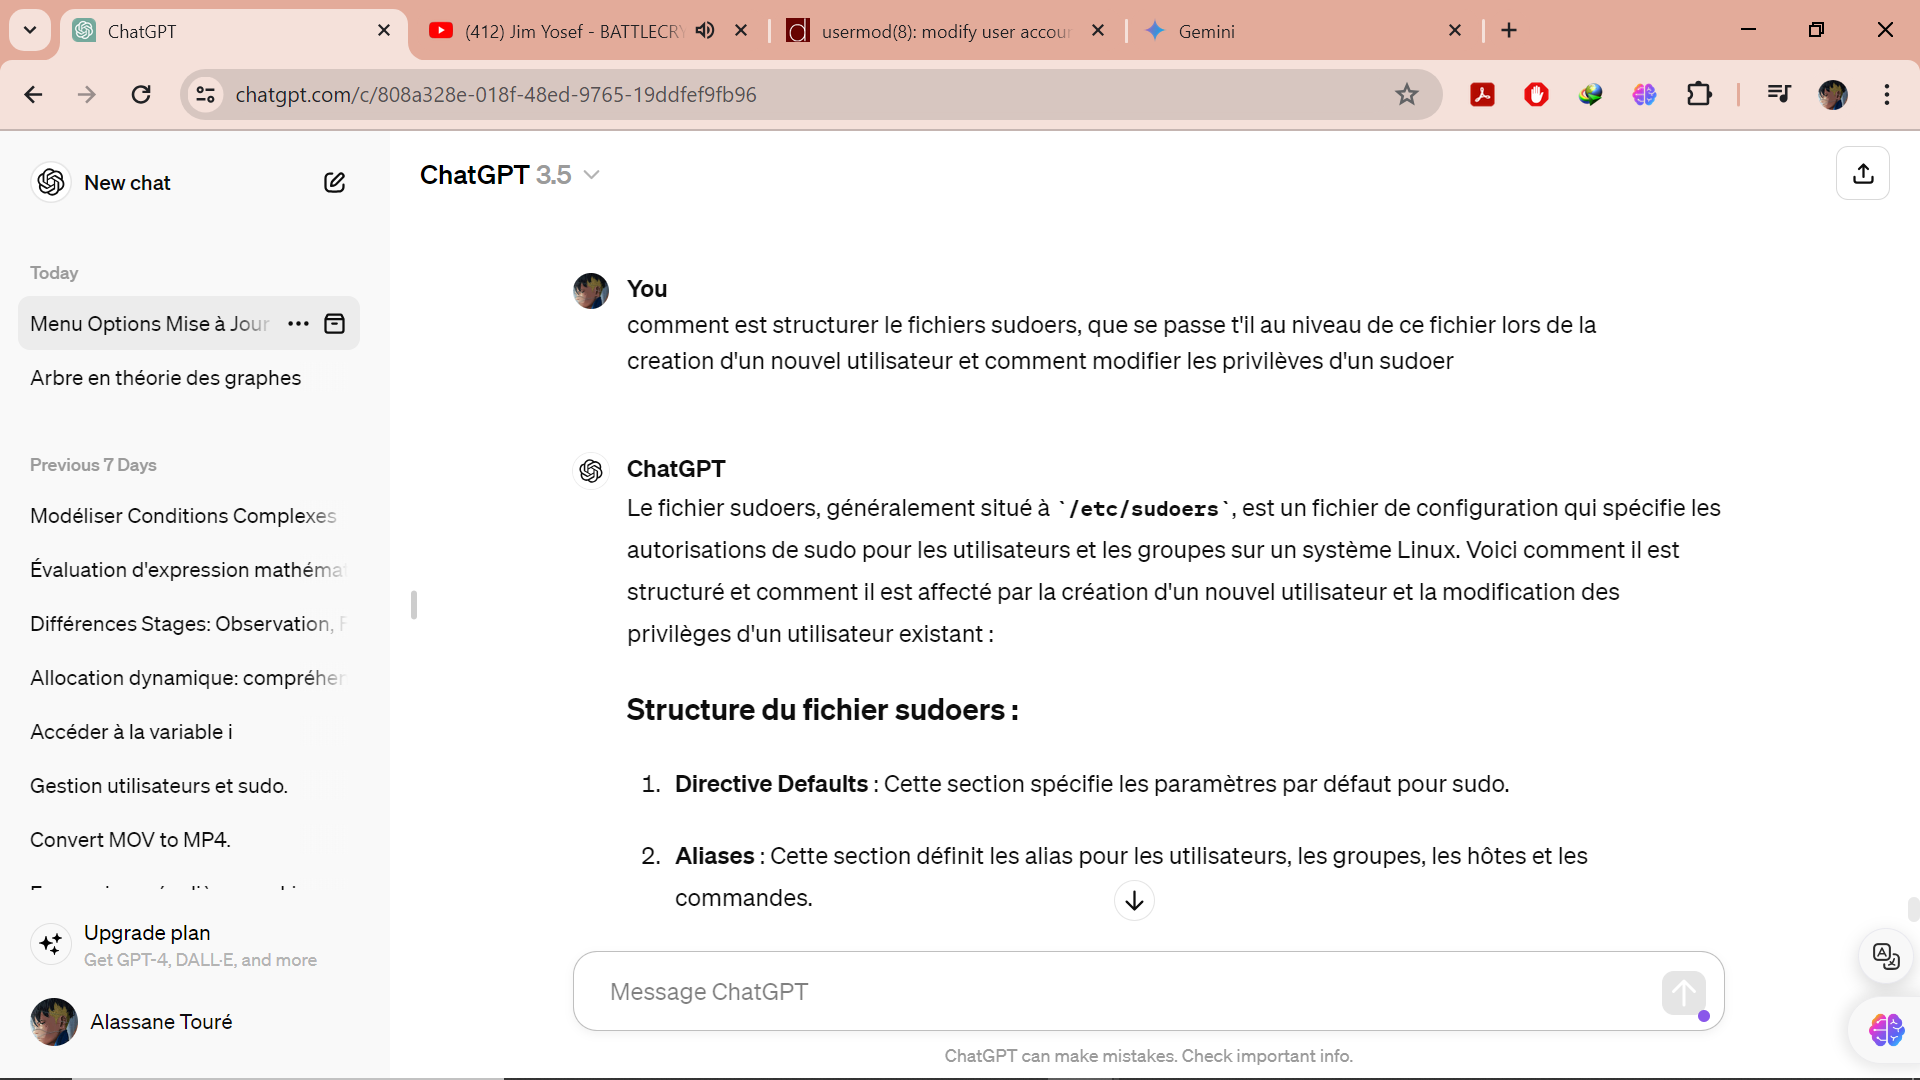 ChatGPT
(412) Jim Yosef - BATTLECRY
usermod(8): modify user accou
Gemini
chatgpt.com/c/808a328e-018f-48ed-9765-19ddfef9fb96
New chat
ChatGPT 3.5
Today
Menu Options Mise à Jour
Arbre en théorie des graphes
Previous 7 Days
Modéliser Conditions Complexes
Évaluation d'expression mathémat
Différences Stages: Observation,
Allocation dynamique: compréhen
Accéder à la variable i
Gestion utilisateurs et sudo.
Convert MOV to MP4.
Upgrade plan
Get GPT-4, DALL·E, and more
Alassane Touré
You
comment est structurer le fichiers sudoers, que se passe t'il au niveau de ce fichier lors de la
creation d'un nouvel utilisateur et comment modifier les privilèves d'un sudoer
ChatGPT
Le fichier sudoers, généralement situé à `/etc/sudoers`, est un fichier de configuration qui spécifie les
autorisations de sudo pour les utilisateurs et les groupes sur un système Linux. Voici comment il est
structuré et comment il est affecté par la création d'un nouvel utilisateur et la modification des
privilèges d'un utilisateur existant :
Structure du fichier sudoers :
1. Directive Defaults : Cette section spécifie les paramètres par défaut pour sudo.
2. Aliases : Cette section définit les alias pour les utilisateurs, les groupes, les hôtes et les
commandes.
Message ChatGPT
ChatGPT can make mistakes. Check important info.